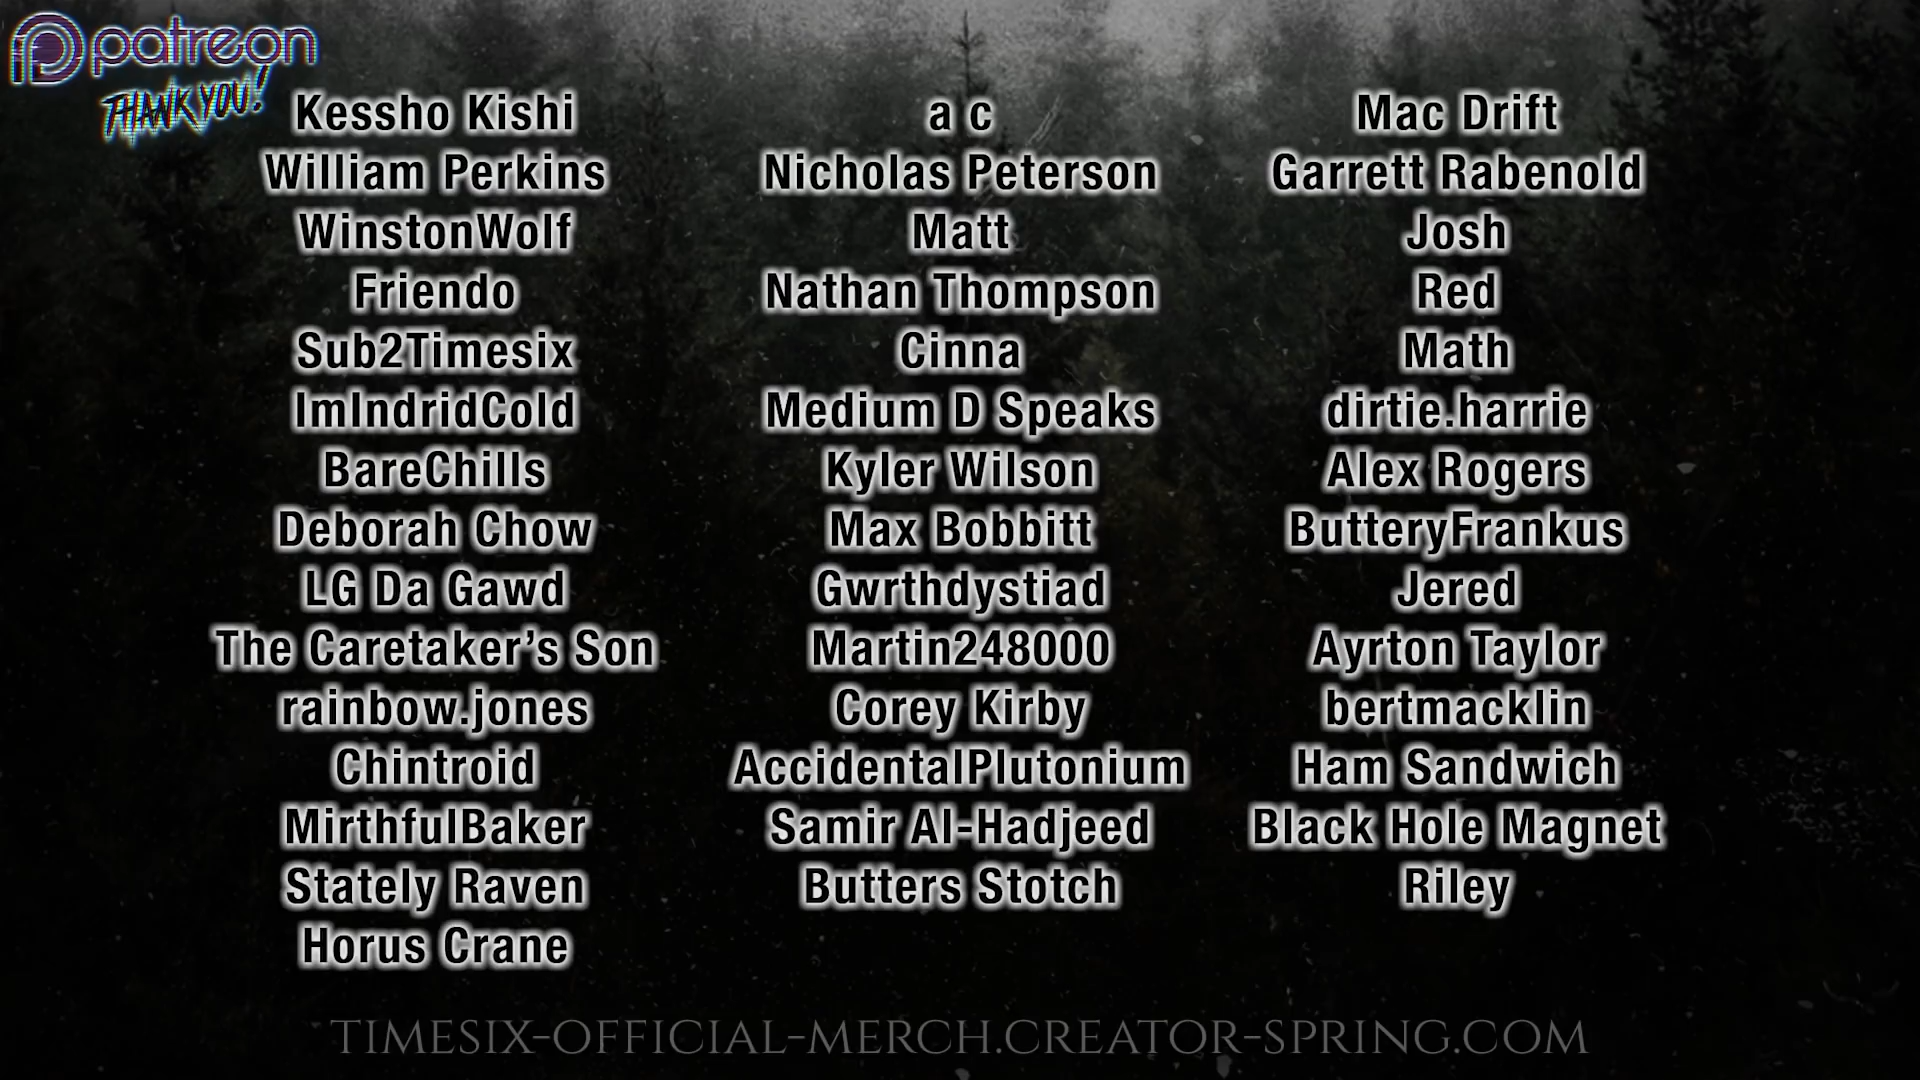 patreon
THANK YOU!
Kessho Kishi
William Perkins
WinstonWolf
Friendo
Sub2Timesix
ImIndridCold
BareChills
Deborah Chow
LG Da Gawd
The Caretaker’s Son
rainbow.jones
Chintroid
MirthfulBaker
Stately Raven
Horus Crane
a c
Nicholas Peterson
Matt
Nathan Thompson
Cinna
Medium D Speaks
Kyler Wilson
Max Bobbitt
Gwrthdystiad
Martin248000
Corey Kirby
AccidentalPlutonium
Samir Al-Hadjeed
Butters Stotch
Mac Drift
Garrett Rabenold
Josh
Red
Math
dirtie.harrie
Alex Rogers
ButteryFrankus
Jered
Ayrton Taylor
bertmacklin
Ham Sandwich
Black Hole Magnet
Riley
TIMESIX-OFFICIAL-MERCH.CREATOR-SPRING.COM